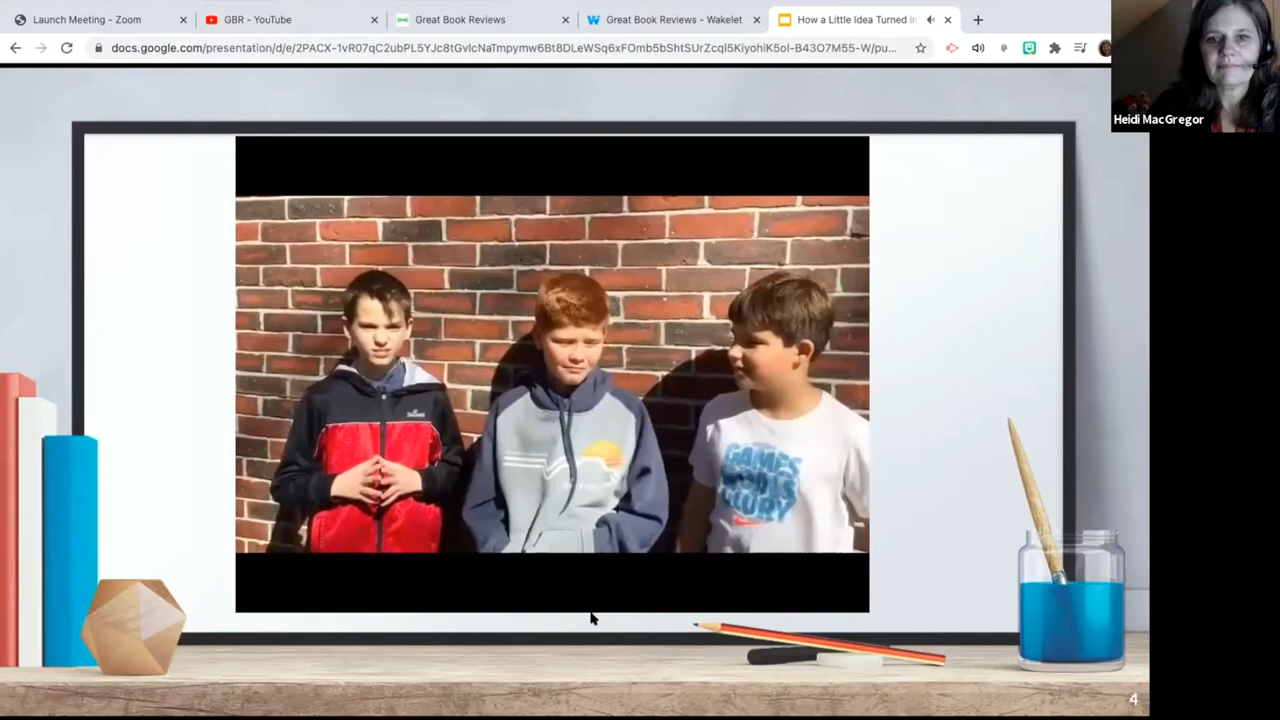 Launch Meeting - Zoom
GBR - YouTube
Great Book Reviews
Great Book Reviews - Wakelet
How a Little Idea Turned in
docs.google.com/presentation/d/e/2PACX-1vR07qC2ubPL5YJc8tGvlcNaTmpymw6Bt8DLeWSq6xFOmb5bShtSUrZcqI5KiyohiK5ol-B43O7M55-W/pu...
Heidi MacGregor
GAMES
GLORY
4